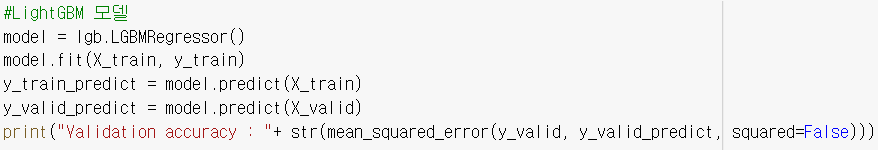 #LightGBM 모델
model = lgb.LGBMRegressor()
model.fit(X_train, y_train)
y_train_predict = model.predict(X_train)
y_valid_predict = model.predict(X_valid)
print("Validation accuracy : "+ str(mean_squared_error(y_valid, y_valid_predict, squared=False)))